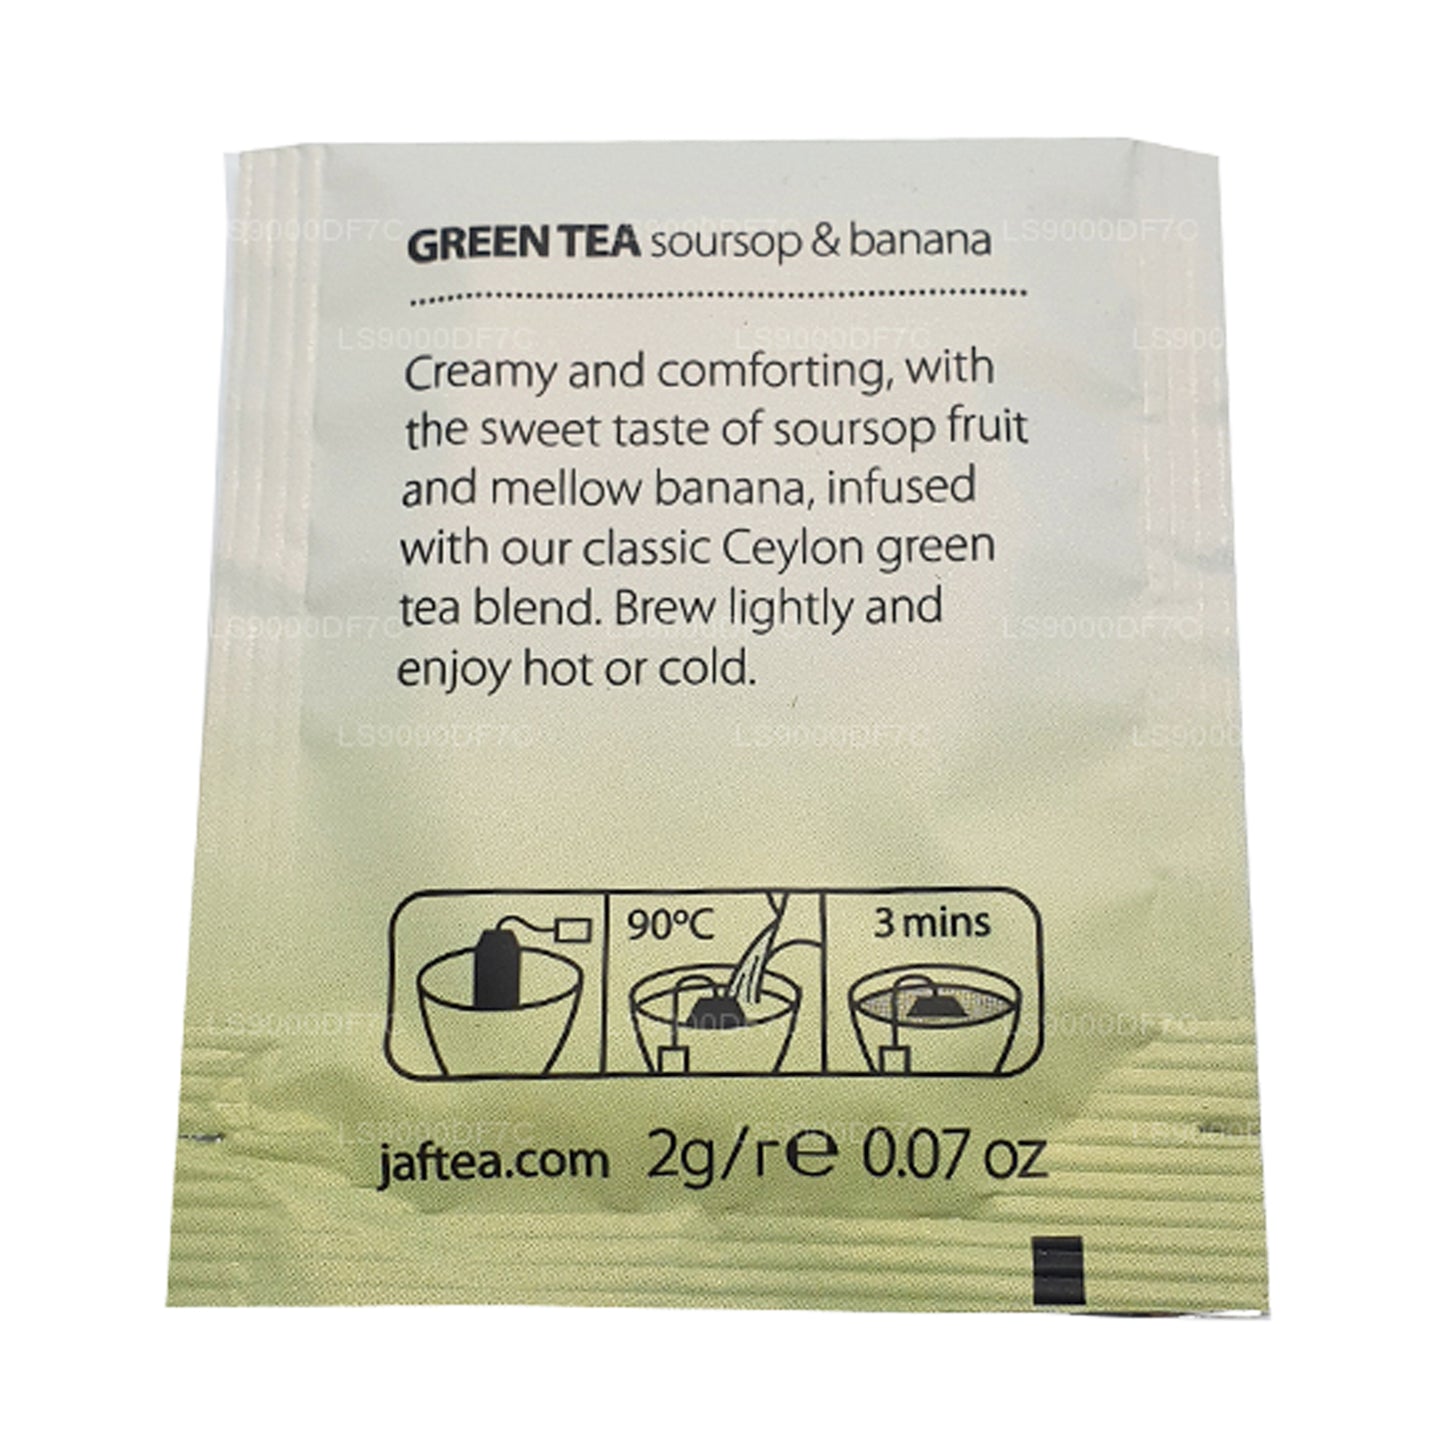 GREEN TEA soursop & banana
LS9000DF7C
Creamy and comforting, with
the sweet taste of soursop fruit
and mellow banana, infused
with our classic Ceylon green
tea blend. Brew lightly and
enjoy hot or cold.
90ºC
3 mins
jaftea.com 2g/г℮ 0.07 oz